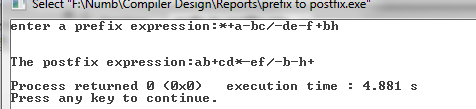 Select "F:\Numb\Compiler Design\Reports\prefix to postfix.exe"
enter a prefix expression:*+a-bc/-de-f+bh
The postfix expression:ab+cd*-ef/-b-h+
Process returned 0 (0x0)   execution time : 4.881 s
Press any key to continue.